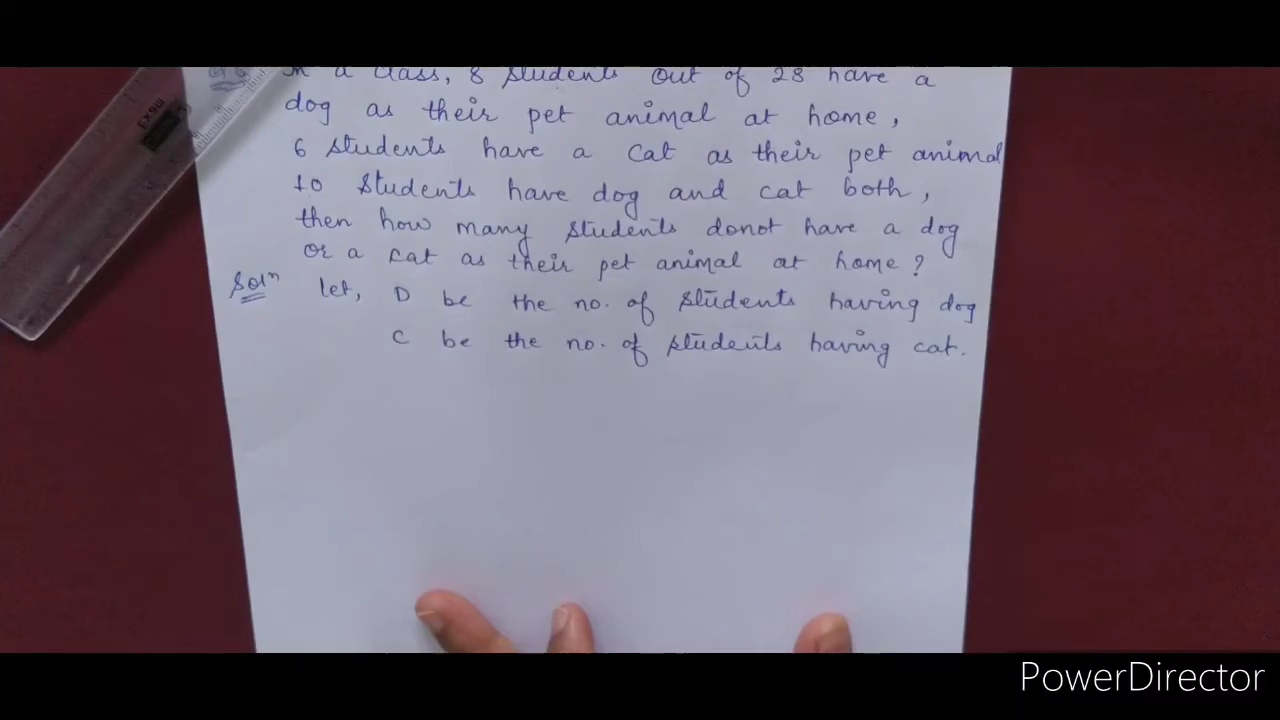 In a class, 8 students out of 28 have a
dog as their pet animal at home,
6 students have a cat as their pet animal
10 students have dog and cat both,
then how many students donot have a dog
or a cat as their pet animal at home?
Solⁿ let, D be the no. of students having dog
C be the no. of students having cat.
PowerDirector